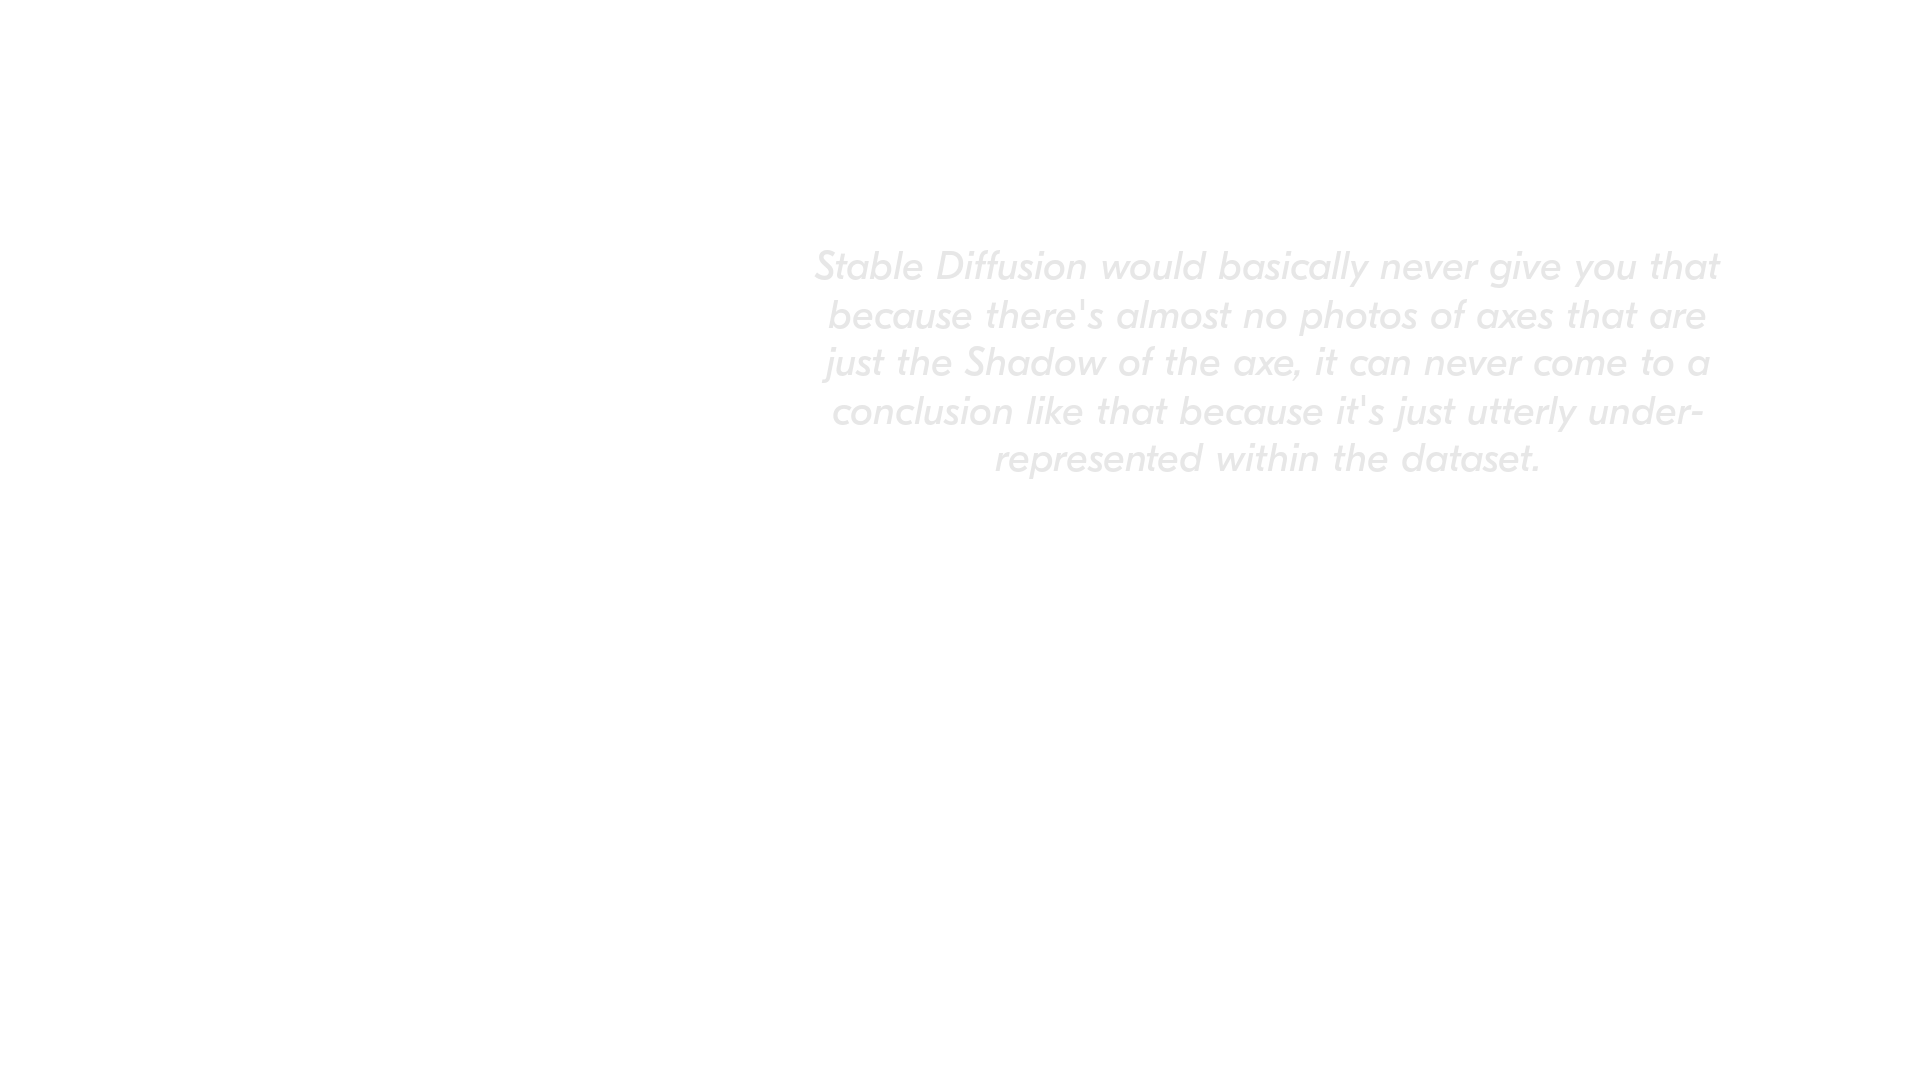 Stable Diffusion would basically never give you that
because there's almost no photos of axes that are
just the Shadow of the axe, it can never come to a
conclusion like that because it's just utterly under-
represented within the dataset.